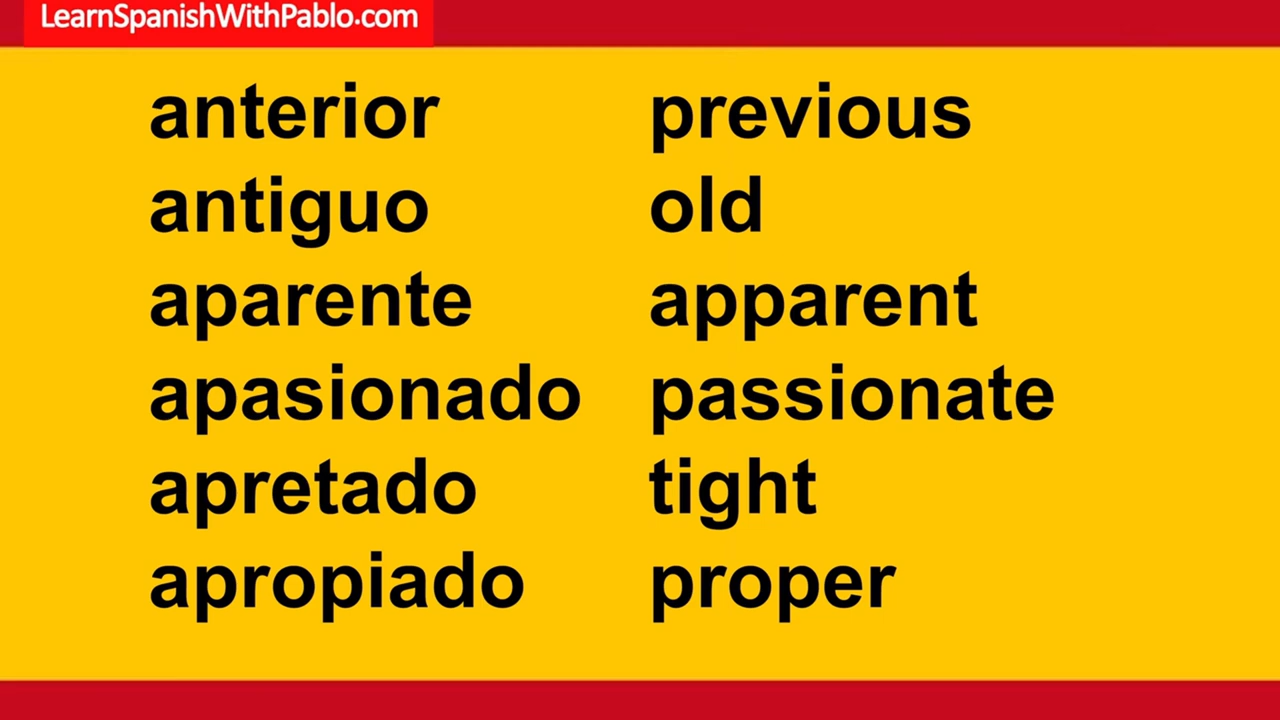 LearnSpanishWithPablo.com
anterior previous
antiguo old
aparente apparent
apasionado passionate
apretado tight
apropiado proper